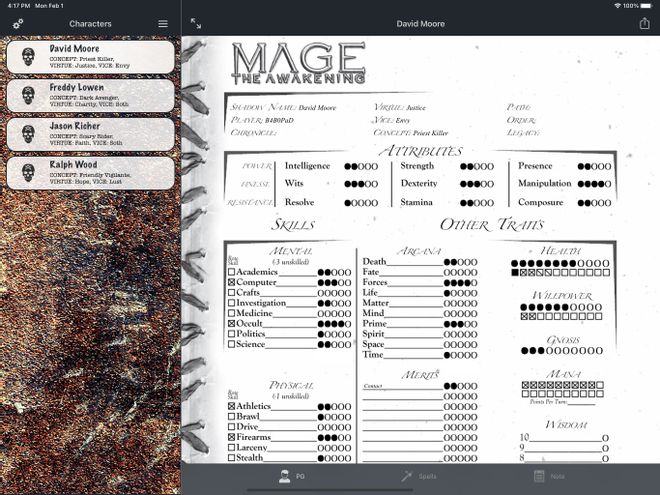 4:17 PM Mon Feb 1
100%
Characters
David Moore
David Moore
CONCEPT: Priest Killer,
VIRTUE: Justice, VICE: Envy
Freddy Lowen
CONCEPT: Dark Avenger,
VIRTUE: Charity, VICE: Soth
Jason Richer
CONCEPT: Scary Rider,
VIRTUE: Faith, VICE: Soth
Ralph Wood
CONCEPT: Friendly Vigilante,
VIRTUE: Hope, VICE: Lust
MAGE
THE AWAKENING
Shadow Name: David Moore Virtue: Justice Path:
Player: B4B0PaD Vice: Envy Order:
Chronicle: Concept: Priest Killer Legacy:
Attributes
POWER Intelligence Strength Presence
FINESSE Wits Dexterity Manipulation
RESISTANCE Resolve Stamina Composure
Skills Other Traits
Mental
Rote
Skill
(-3 unskilled)
Academics
Computer
Crafts
Investigation
Medicine
Occult
Politics
Science
Physical
Rote
Skill
(-1 unskilled)
Athletics
Brawl
Drive
Firearms
Larceny
Stealth
Arcana
Death
Fate
Forces
Life
Matter
Mind
Prime
Spirit
Space
Time
Merits
Contact
Health
Willpower
Gnosis
Mana
Points Per Turn:
Wisdom
10
9
8
PG
Spells
Note